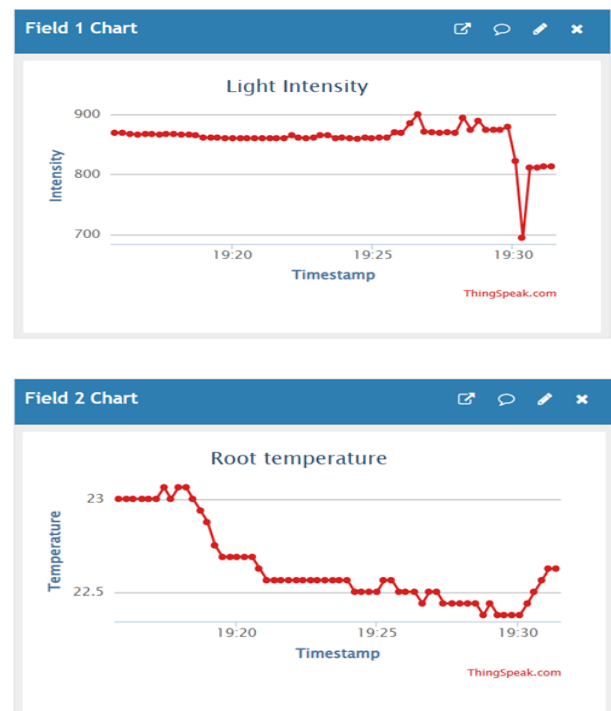 Field 1 Chart
Light Intensity
900
800
700
Intensity
19:20 19:25 19:30
Timestamp
ThingSpeak.com
Field 2 Chart
Root temperature
23
22.5
Temperature
19:20 19:25 19:30
Timestamp
ThingSpeak.com